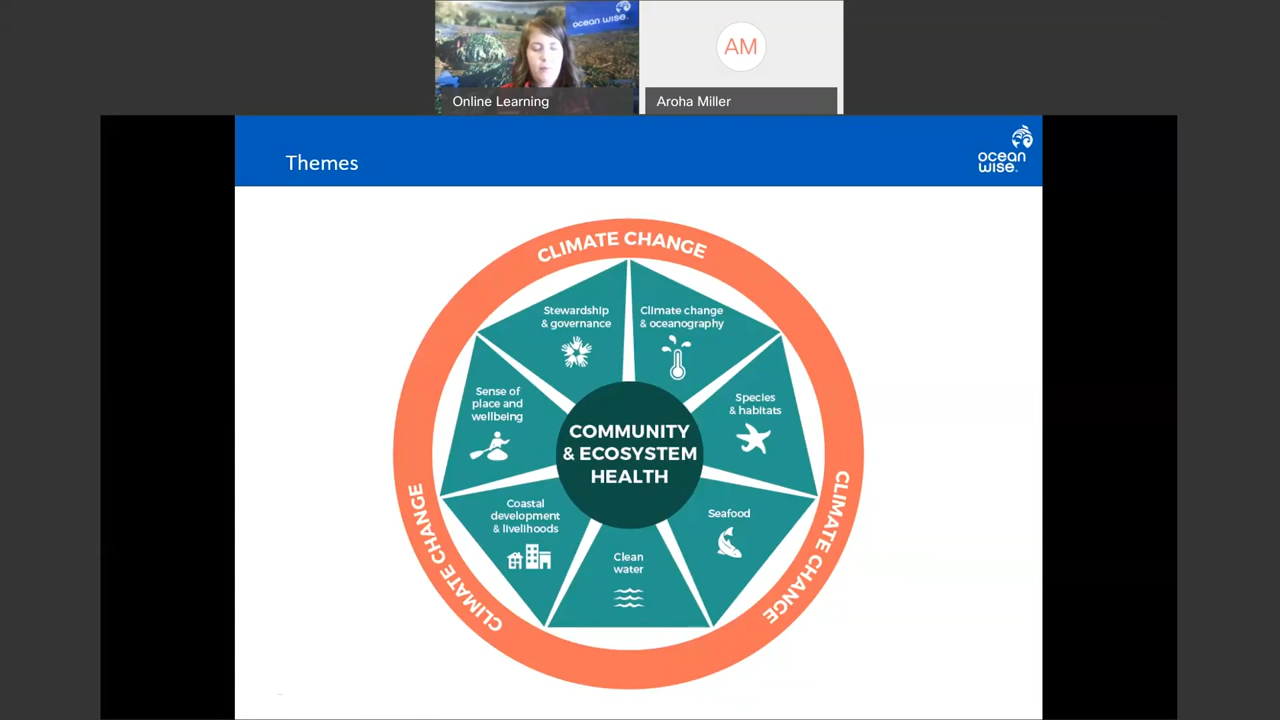 ocean wise.
Online Learning
AM
Aroha Miller
Themes
ocean
wise.
CLIMATE CHANGE
Stewardship
& governance
Climate change
& oceanography
Sense of
place and
wellbeing
Species
& habitats
COMMUNITY
& ECOSYSTEM
HEALTH
Coastal
development
& livelihoods
Seafood
Clean
water
CLIMATE CHANGE
CLIMATE CHANGE